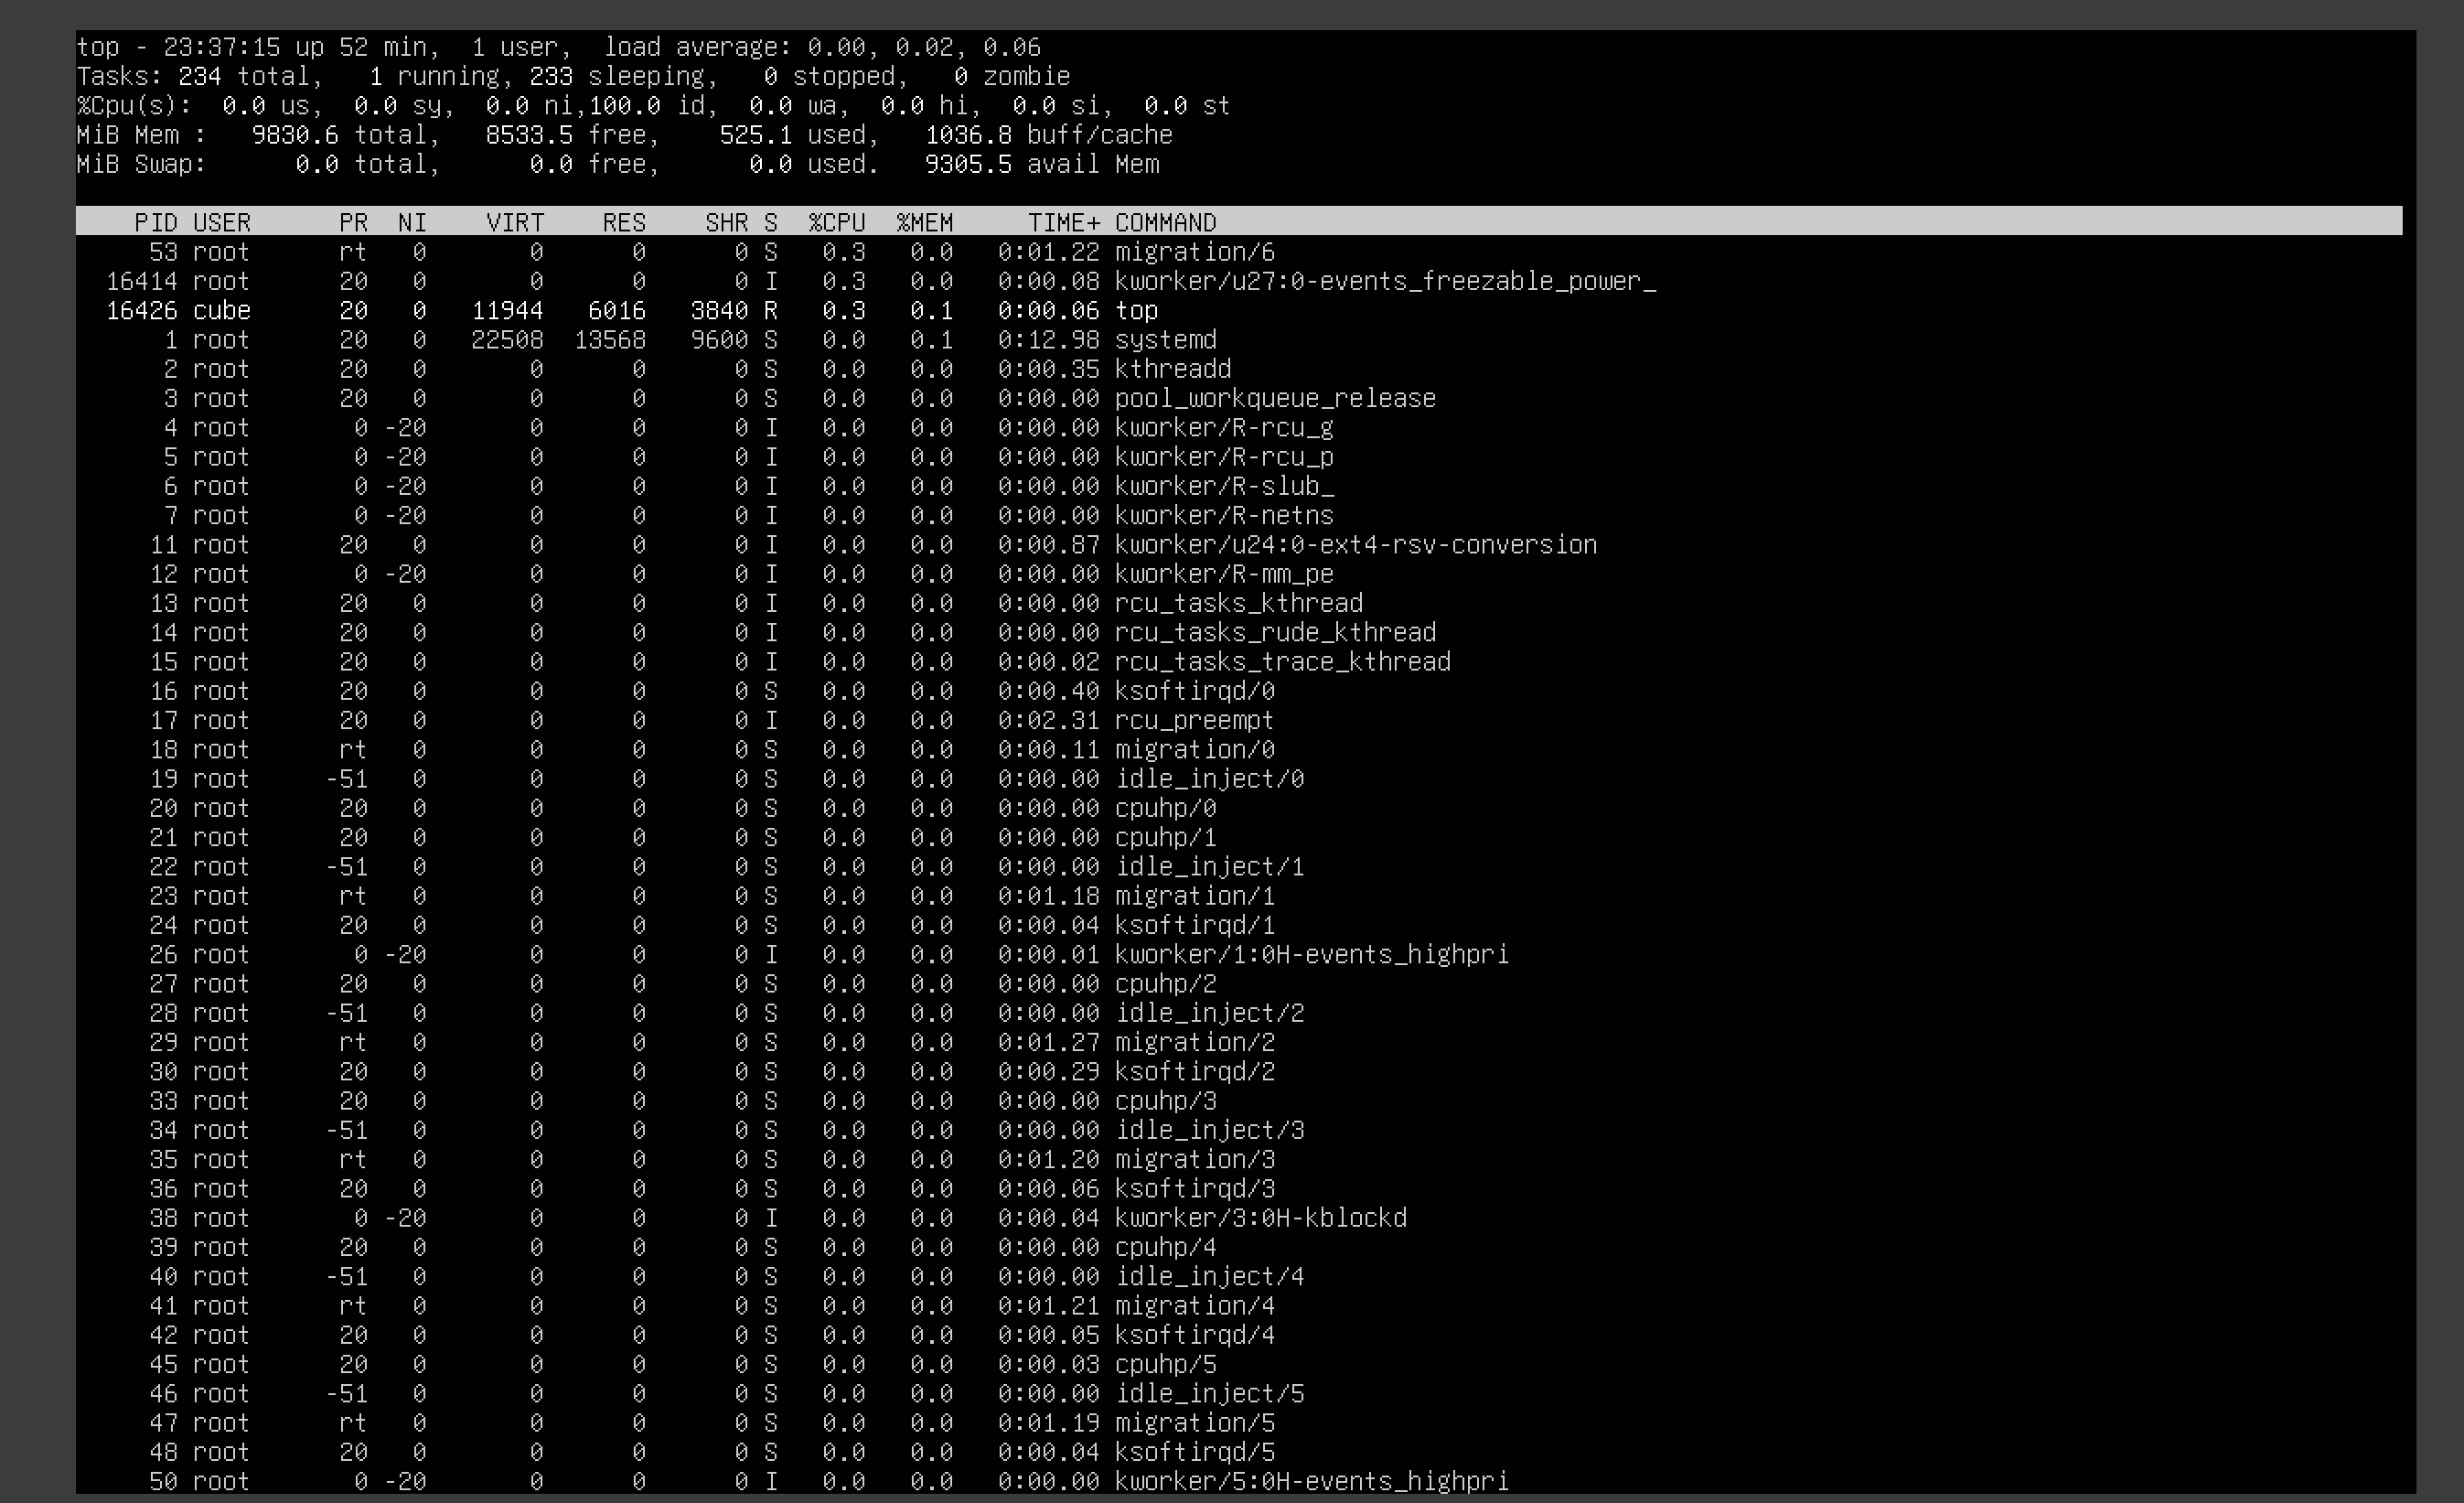 top - 23:37:15 up 52 min,  1 user,  load average: 0.00, 0.02, 0.06
Tasks: 234 total,   1 running, 233 sleeping,   0 stopped,   0 zombie
%Cpu(s):  0.0 us,  0.0 sy,  0.0 ni,100.0 id,  0.0 wa,  0.0 hi,  0.0 si,  0.0 st
MiB Mem :   9830.6 total,   8533.5 free,    525.1 used,   1036.8 buff/cache
MiB Swap:      0.0 total,      0.0 free,      0.0 used.   9305.5 avail Mem
PID USER      PR  NI    VIRT    RES    SHR S  %CPU  %MEM     TIME+ COMMAND
53 root      rt   0       0      0      0 S   0.3   0.0   0:01.22 migration/6
16414 root      20   0       0      0      0 I   0.3   0.0   0:00.08 kworker/u27:0-events_freezable_power_
16426 cube      20   0   11944   6016   3840 R   0.3   0.1   0:00.06 top
1 root      20   0   22508  13568   9600 S   0.0   0.1   0:12.98 systemd
2 root      20   0       0      0      0 S   0.0   0.0   0:00.35 kthreadd
3 root      20   0       0      0      0 S   0.0   0.0   0:00.00 pool_workqueue_release
4 root       0 -20       0      0      0 I   0.0   0.0   0:00.00 kworker/R-rcu_g
5 root       0 -20       0      0      0 I   0.0   0.0   0:00.00 kworker/R-rcu_p
6 root       0 -20       0      0      0 I   0.0   0.0   0:00.00 kworker/R-slub_
7 root       0 -20       0      0      0 I   0.0   0.0   0:00.00 kworker/R-netns
11 root      20   0       0      0      0 I   0.0   0.0   0:00.87 kworker/u24:0-ext4-rsv-conversion
12 root       0 -20       0      0      0 I   0.0   0.0   0:00.00 kworker/R-mm_pe
13 root      20   0       0      0      0 I   0.0   0.0   0:00.00 rcu_tasks_kthread
14 root      20   0       0      0      0 I   0.0   0.0   0:00.00 rcu_tasks_rude_kthread
15 root      20   0       0      0      0 I   0.0   0.0   0:00.02 rcu_tasks_trace_kthread
16 root      20   0       0      0      0 S   0.0   0.0   0:00.40 ksoftirqd/0
17 root      20   0       0      0      0 I   0.0   0.0   0:02.31 rcu_preempt
18 root      rt   0       0      0      0 S   0.0   0.0   0:00.11 migration/0
19 root     -51   0       0      0      0 S   0.0   0.0   0:00.00 idle_inject/0
20 root      20   0       0      0      0 S   0.0   0.0   0:00.00 cpuhp/0
21 root      20   0       0      0      0 S   0.0   0.0   0:00.00 cpuhp/1
22 root     -51   0       0      0      0 S   0.0   0.0   0:00.00 idle_inject/1
23 root      rt   0       0      0      0 S   0.0   0.0   0:01.18 migration/1
24 root      20   0       0      0      0 S   0.0   0.0   0:00.04 ksoftirqd/1
26 root       0 -20       0      0      0 I   0.0   0.0   0:00.01 kworker/1:0H-events_highpri
27 root      20   0       0      0      0 S   0.0   0.0   0:00.00 cpuhp/2
28 root     -51   0       0      0      0 S   0.0   0.0   0:00.00 idle_inject/2
29 root      rt   0       0      0      0 S   0.0   0.0   0:01.27 migration/2
30 root      20   0       0      0      0 S   0.0   0.0   0:00.29 ksoftirqd/2
33 root      20   0       0      0      0 S   0.0   0.0   0:00.00 cpuhp/3
34 root     -51   0       0      0      0 S   0.0   0.0   0:00.00 idle_inject/3
35 root      rt   0       0      0      0 S   0.0   0.0   0:01.20 migration/3
36 root      20   0       0      0      0 S   0.0   0.0   0:00.06 ksoftirqd/3
38 root       0 -20       0      0      0 I   0.0   0.0   0:00.04 kworker/3:0H-kblockd
39 root      20   0       0      0      0 S   0.0   0.0   0:00.00 cpuhp/4
40 root     -51   0       0      0      0 S   0.0   0.0   0:00.00 idle_inject/4
41 root      rt   0       0      0      0 S   0.0   0.0   0:01.21 migration/4
42 root      20   0       0      0      0 S   0.0   0.0   0:00.05 ksoftirqd/4
45 root      20   0       0      0      0 S   0.0   0.0   0:00.03 cpuhp/5
46 root     -51   0       0      0      0 S   0.0   0.0   0:00.00 idle_inject/5
47 root      rt   0       0      0      0 S   0.0   0.0   0:01.19 migration/5
48 root      20   0       0      0      0 S   0.0   0.0   0:00.04 ksoftirqd/5
50 root       0 -20       0      0      0 I   0.0   0.0   0:00.00 kworker/5:0H-events_highpri